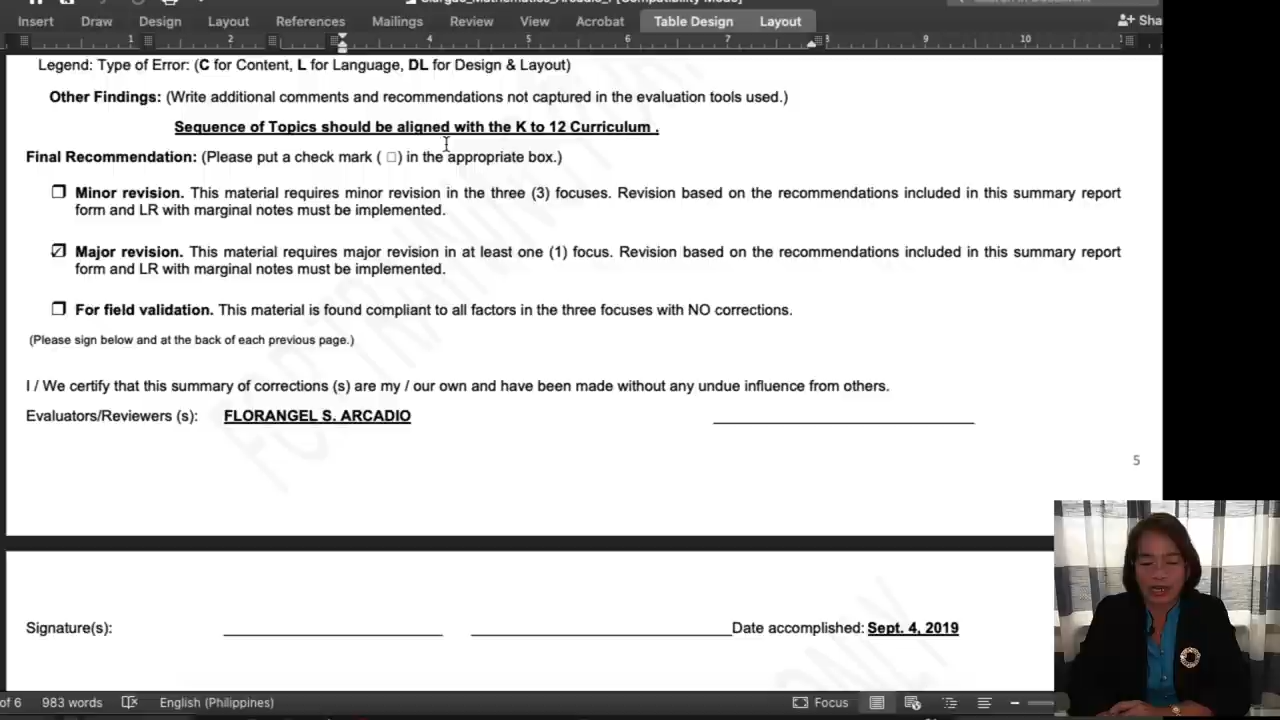 Insert Draw Design Layout References Mailings Review View Acrobat Table Design Layout Sha
1 2 4 5 6 7 8 9 10
Legend: Type of Error: (C for Content, L for Language, DL for Design & Layout)
Other Findings: (Write additional comments and recommendations not captured in the evaluation tools used.)
Sequence of Topics should be aligned with the K to 12 Curriculum .
Final Recommendation: (Please put a check mark ( □) in the appropriate box.)
Minor revision. This material requires minor revision in the three (3) focuses. Revision based on the recommendations included in this summary report
form and LR with marginal notes must be implemented.
Major revision. This material requires major revision in at least one (1) focus. Revision based on the recommendations included in this summary report
form and LR with marginal notes must be implemented.
For field validation. This material is found compliant to all factors in the three focuses with NO corrections.
(Please sign below and at the back of each previous page.)
I / We certify that this summary of corrections (s) are my / our own and have been made without any undue influence from others.
Evaluators/Reviewers (s): FLORANGEL S. ARCADIO
5
Signature(s): Date accomplished: Sept. 4, 2019
of 6 983 words English (Philippines) Focus